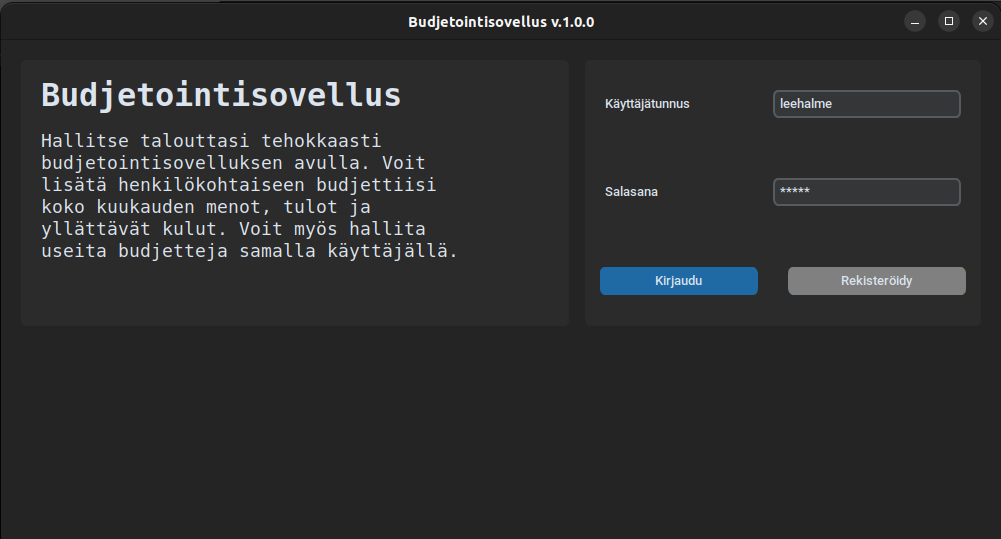 Budjetointisovellus v.1.0.0
Budjetointisovellus
Hallitse talouttasi tehokkaasti
budjetointisovelluksen avulla. Voit
lisätä henkilökohtaiseen budjettiisi
koko kuukauden menot, tulot ja
yllättävät kulut. Voit myös hallita
useita budjetteja samalla käyttäjällä.
Käyttäjätunnus
leehalme
Salasana
*****
Kirjaudu
Rekisteröidy